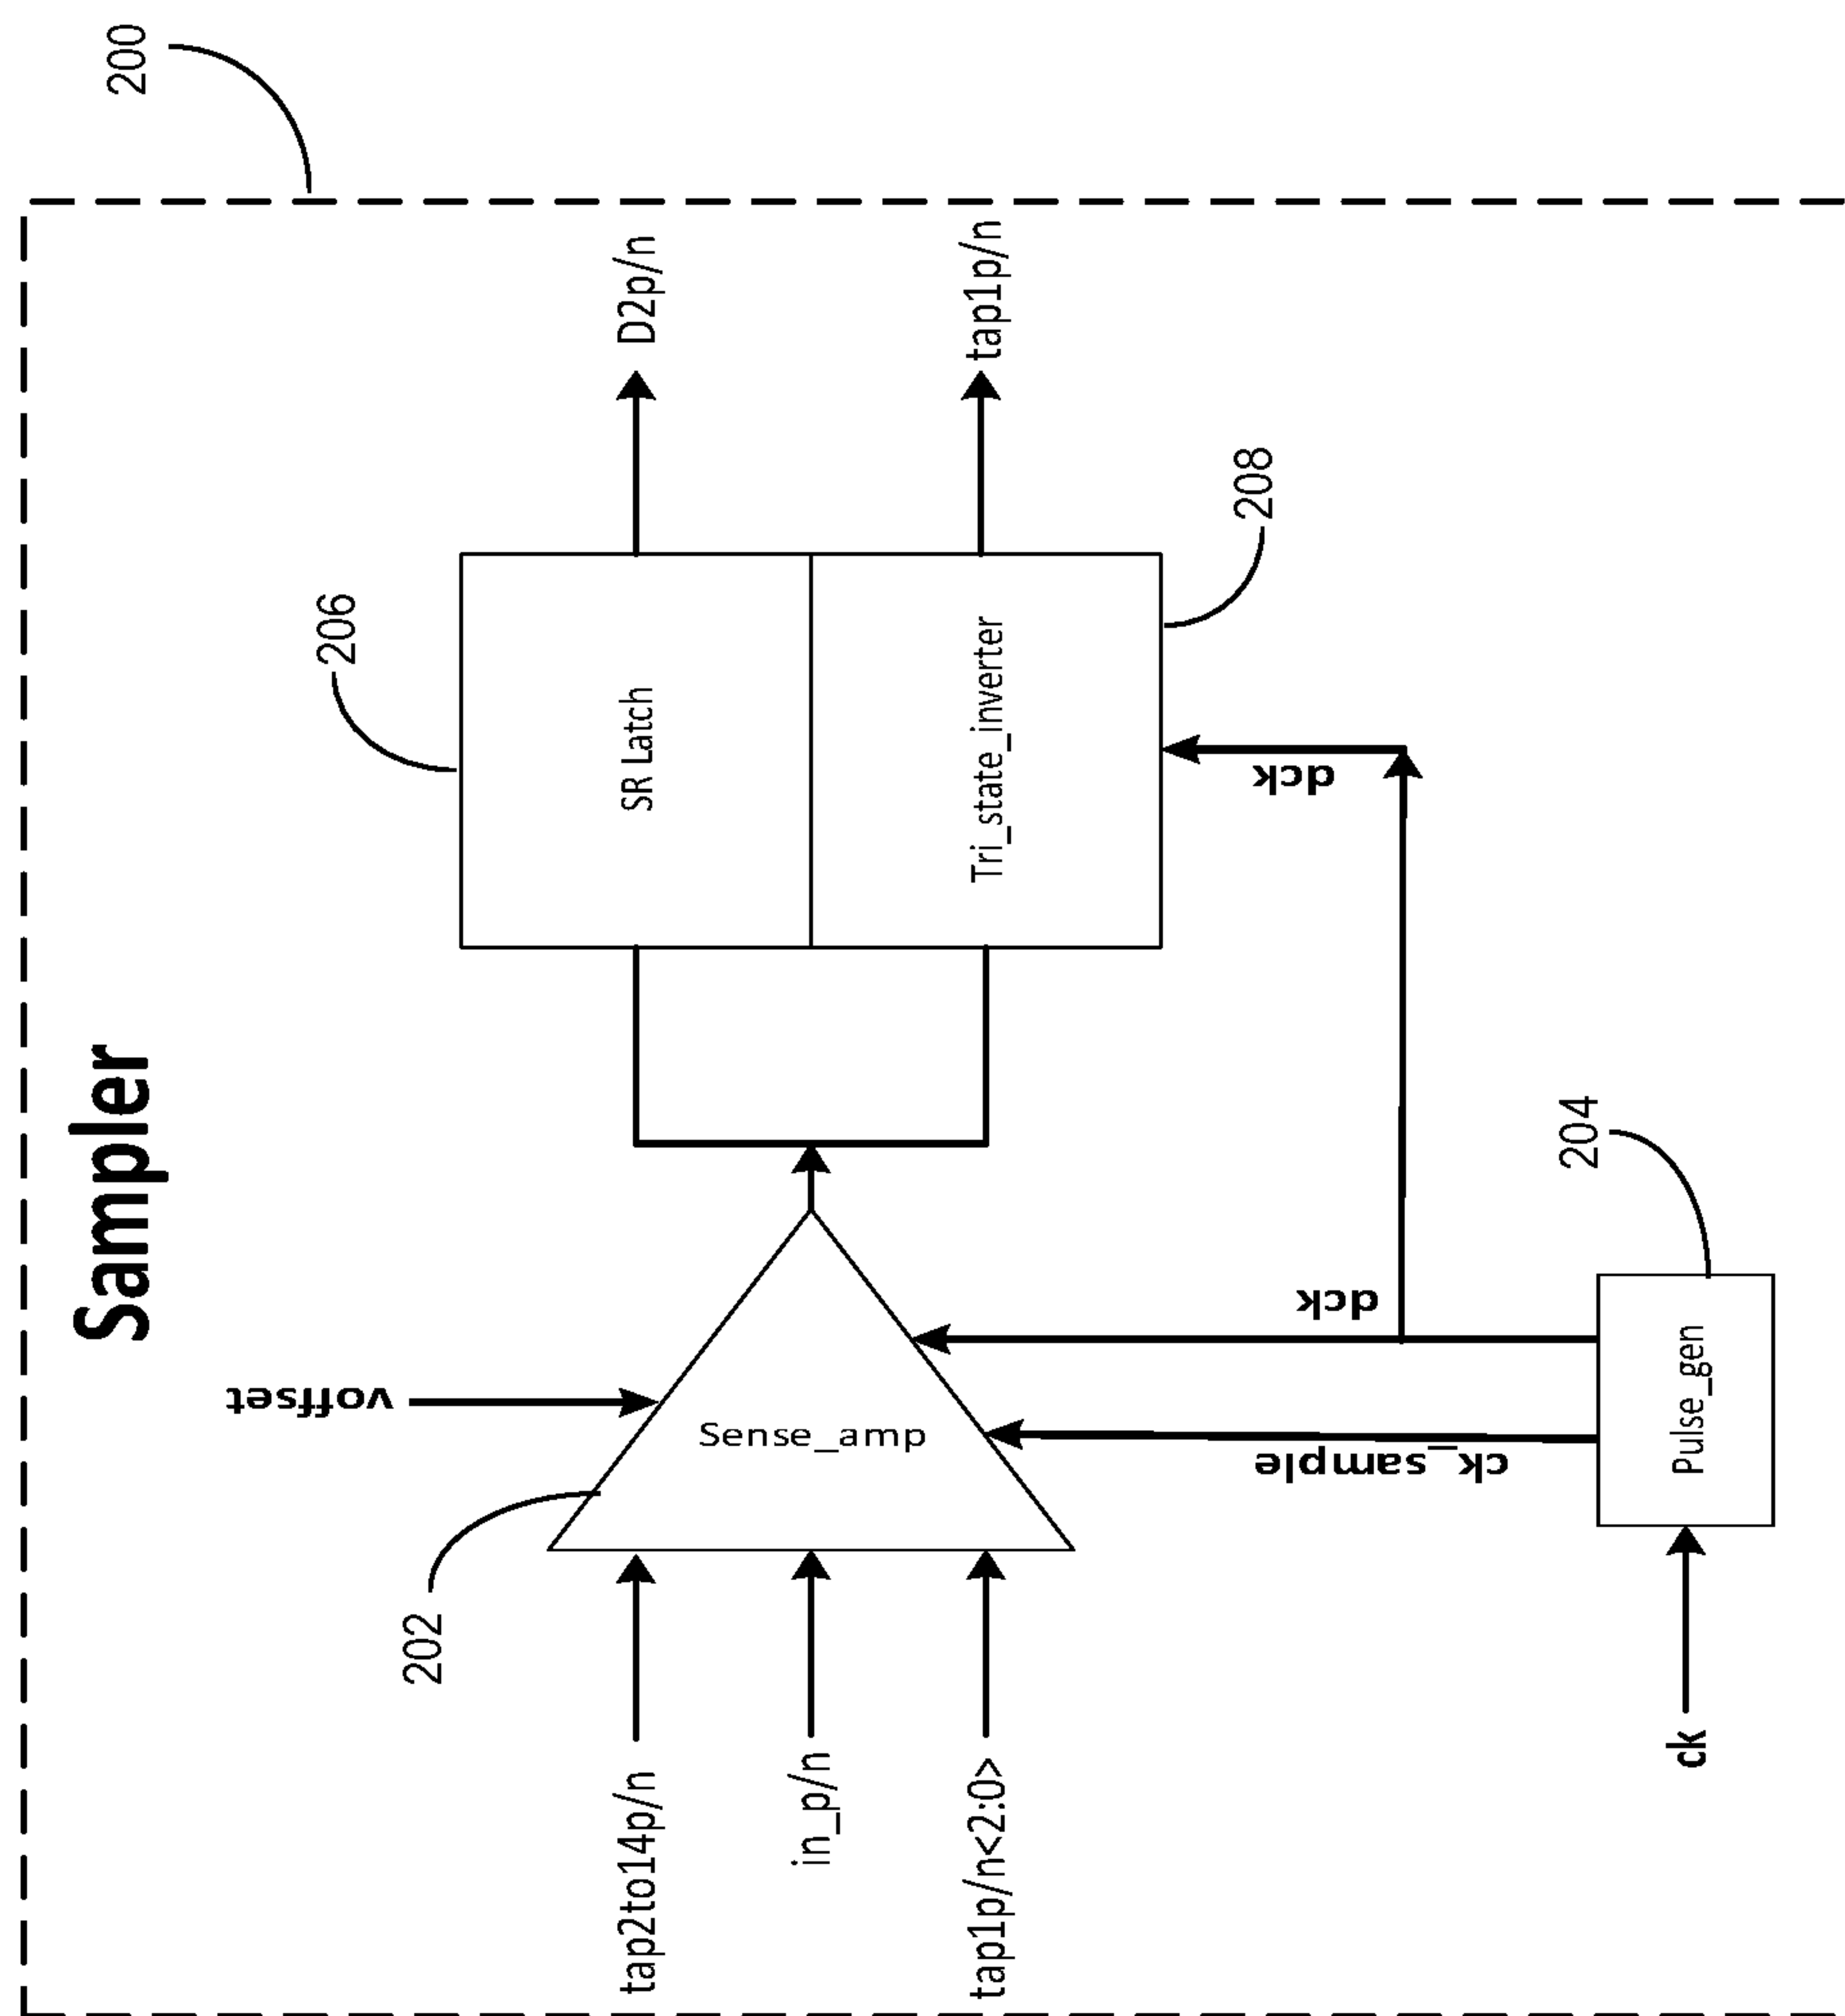 Sampler
200
206
voffset
202
tap2to14p/n
SR Latch
D2p/n
in_p/n
Sense_amp
tap1p/n<2:0>
Tri_state_inverter
tap1p/n
208
ck_sample
dck
dck
204
ck
Pulse_gen